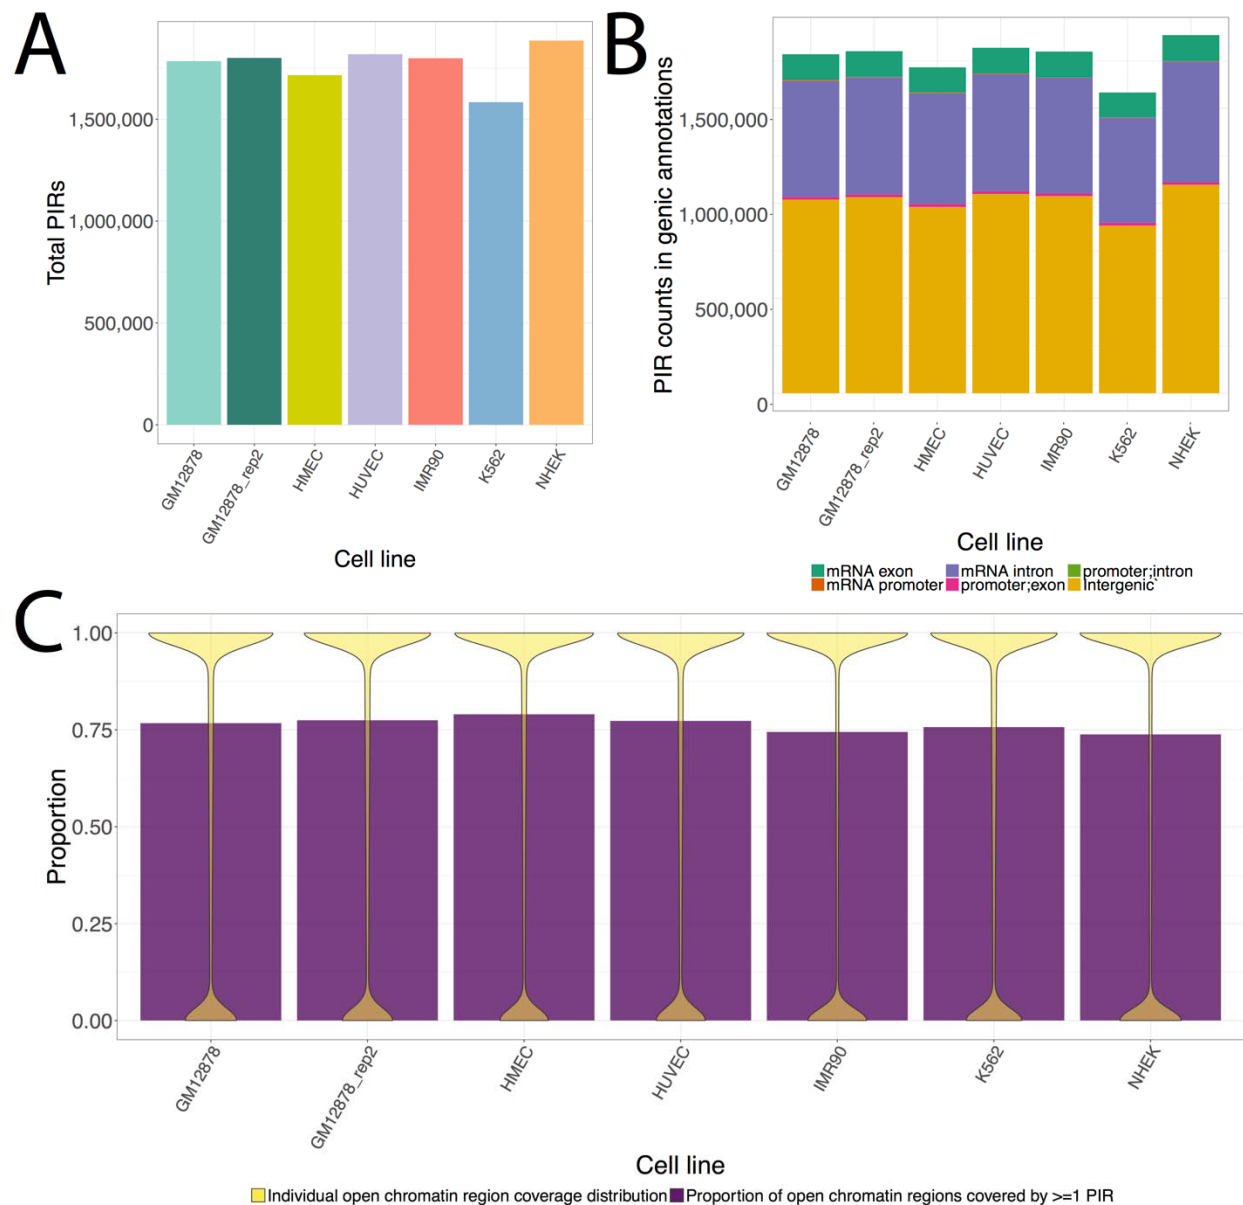 A
Total PIRs
1,500,000
1,000,000
500,000
0
GM12878
GM12878_rep2
HMEC
HUVEC
IMR90
K562
NHEK
Cell line
B
PIR counts in genic annotations
1,500,000
1,000,000
500,000
0
GM12878
GM12878_rep2
HMEC
HUVEC
IMR90
K562
NHEK
Cell line
mRNA exon mRNA intron promoter;intron
mRNA promoter promoter;exon Intergenic`
C
Proportion
1.00
0.75
0.50
0.25
0.00
GM12878
GM12878_rep2
HMEC
HUVEC
IMR90
K562
NHEK
Cell line
Individual open chromatin region coverage distribution Proportion of open chromatin regions covered by >=1 PIR